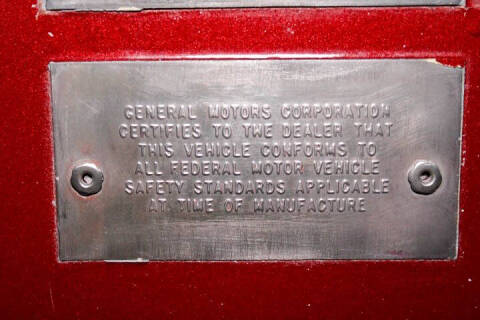 GENERAL MOTORS CORPORATION
CERTIFIES TO THE DEALER THAT
THIS VEHICLE CONFORMS TO
ALL FEDERAL MOTOR VEHICLE
SAFETY STANDARDS APPLICABLE
AT TIME OF MANUFACTURE